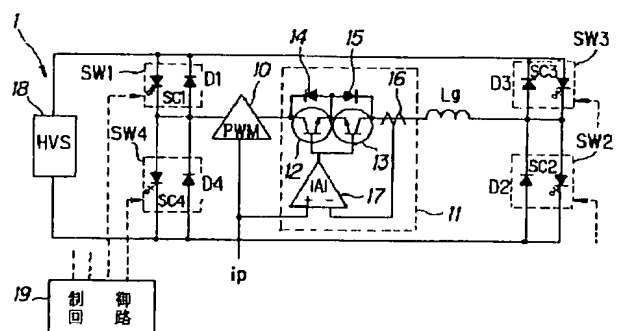 1
14
15
SW1
D1
10
16
SW3
18
SC1
D3
SC3
PWM
Lg
HVS
SW4
12
13
SW2
SC4
D4
|A|
17
D2
SC2
11
ip
19
制 御
回 路